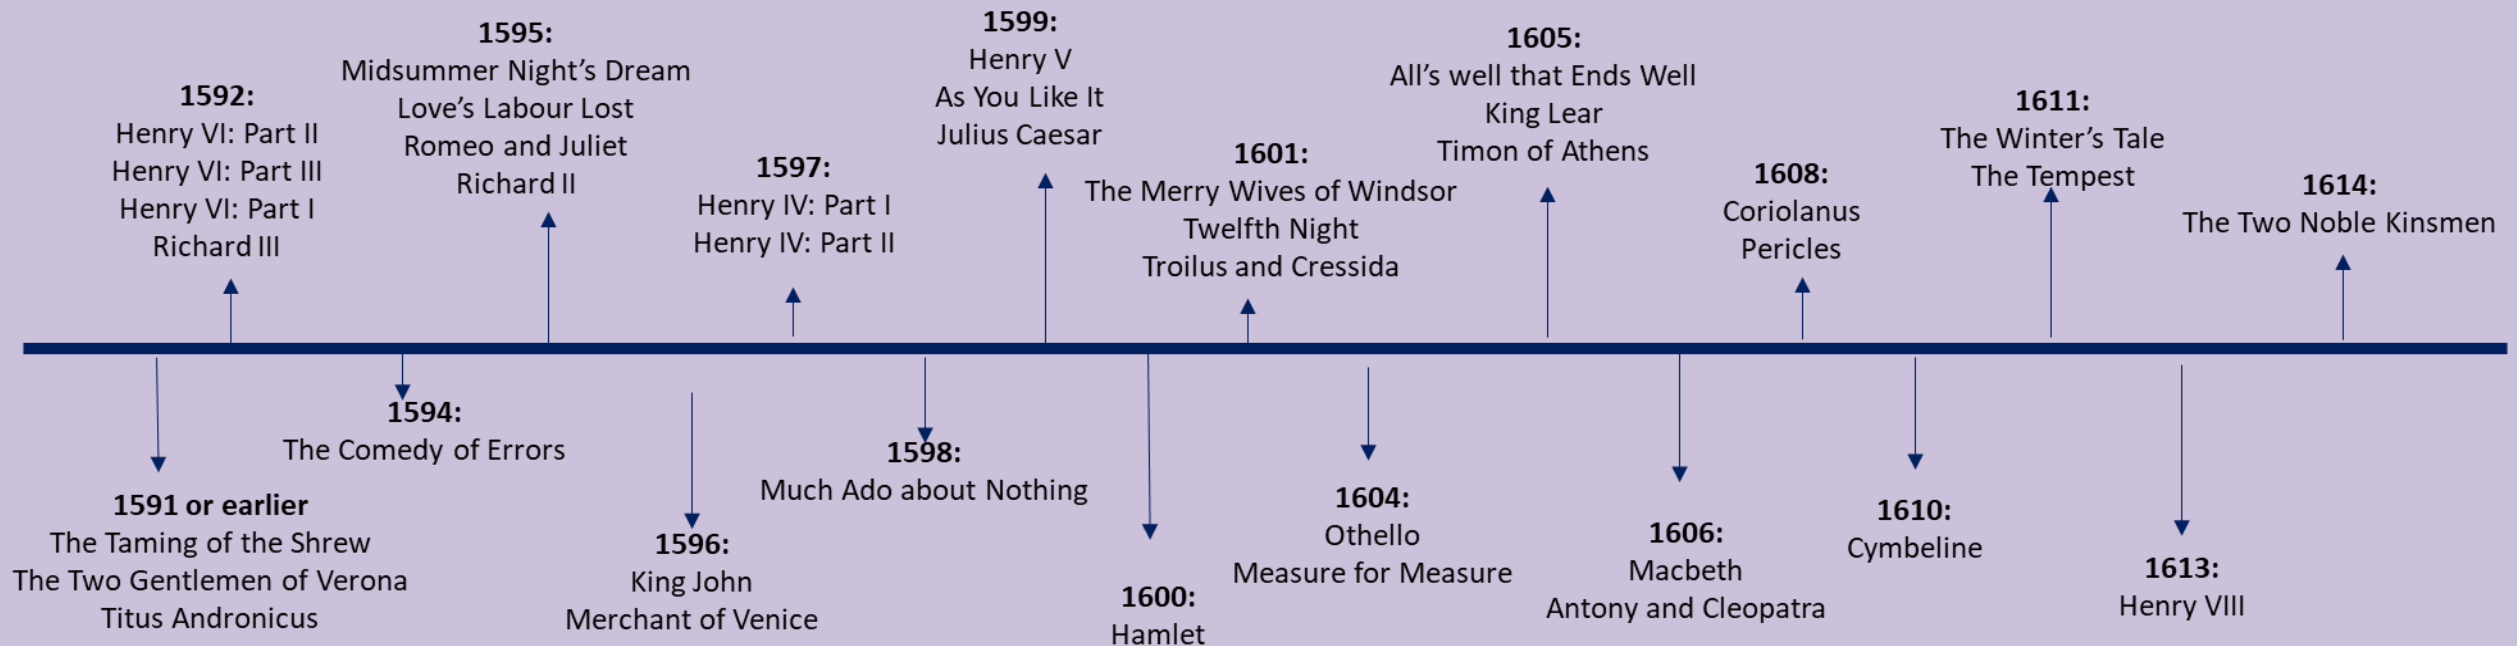 1591 or earlier
The Taming of the Shrew
The Two Gentlemen of Verona
Titus Andronicus
1592:
Henry VI: Part II
Henry VI: Part III
Henry VI: Part I
Richard III
1594:
The Comedy of Errors
1595:
Midsummer Night’s Dream
Love’s Labour Lost
Romeo and Juliet
Richard II
1596:
King John
Merchant of Venice
1597:
Henry IV: Part I
Henry IV: Part II
1598:
Much Ado about Nothing
1599:
Henry V
As You Like It
Julius Caesar
1600:
Hamlet
1601:
The Merry Wives of Windsor
Twelfth Night
Troilus and Cressida
1604:
Othello
Measure for Measure
1605:
All’s well that Ends Well
King Lear
Timon of Athens
1606:
Macbeth
Antony and Cleopatra
1608:
Coriolanus
Pericles
1610:
Cymbeline
1611:
The Winter’s Tale
The Tempest
1613:
Henry VIII
1614:
The Two Noble Kinsmen